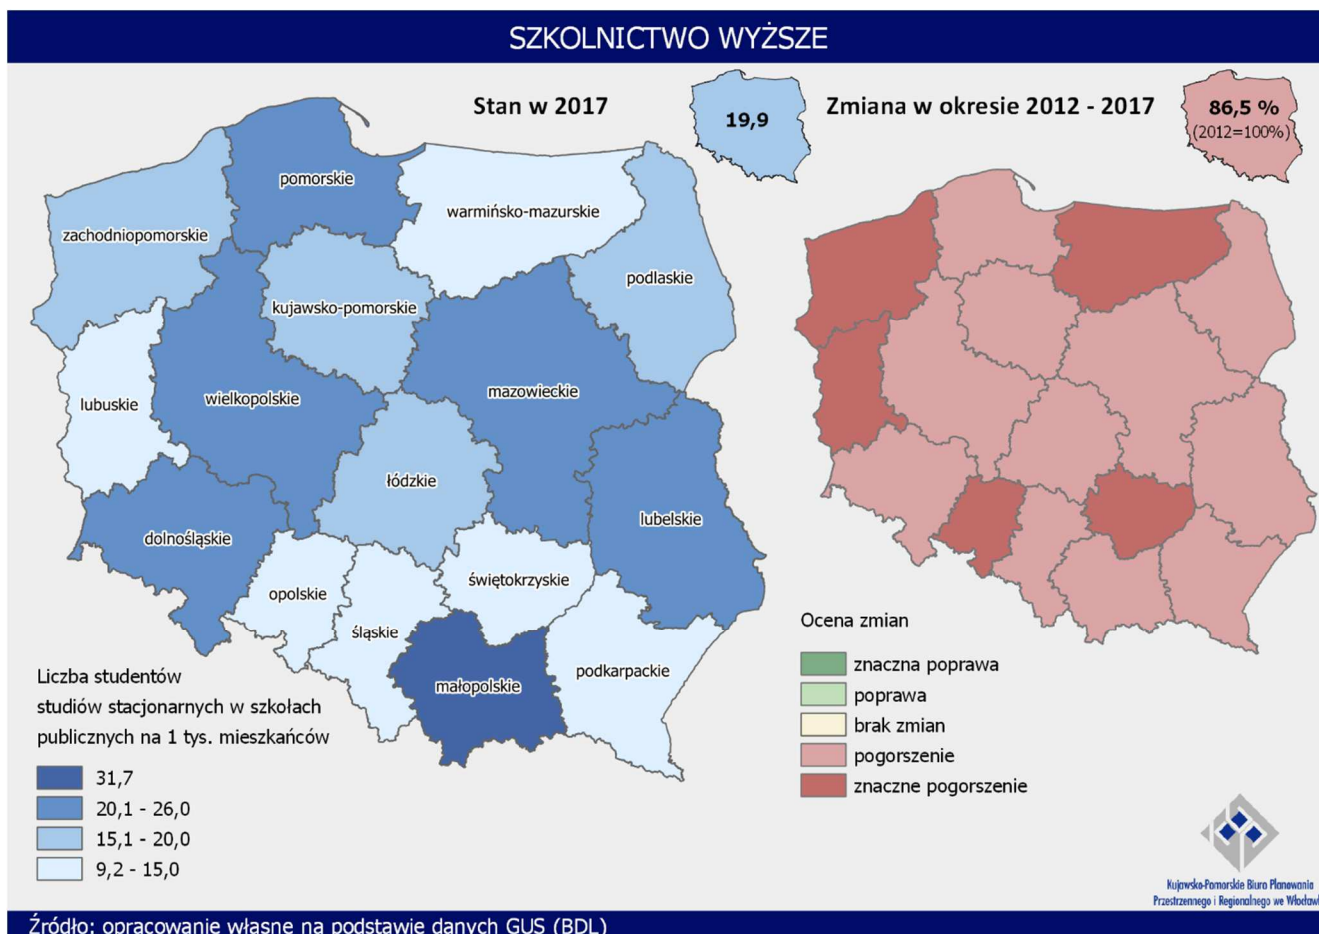 SZKOLNICTWO WYŻSZE
Stan w 2017
19,9
Zmiana w okresie 2012 - 2017
86,5 %
(2012=100%)
pomorskie
warmińsko-mazurskie
zachodniopomorskie
podlaskie
kujawsko-pomorskie
mazowieckie
wielkopolskie
lubuskie
łódzkie
lubelskie
dolnośląskie
świętokrzyskie
opolskie
śląskie
podkarpackie
małopolskie
Liczba studentów
studiów stacjonarnych w szkołach
publicznych na 1 tys. mieszkańców
31,7
20,1 - 26,0
15,1 - 20,0
9,2 - 15,0
Ocena zmian
znaczna poprawa
poprawa
brak zmian
pogorszenie
znaczne pogorszenie
Kujawsko-Pomorskie Biuro Planowania
Przestrzennego i Regionalnego we Włocławk
Źródło: opracowanie własne na podstawie danych GUS (BDL)